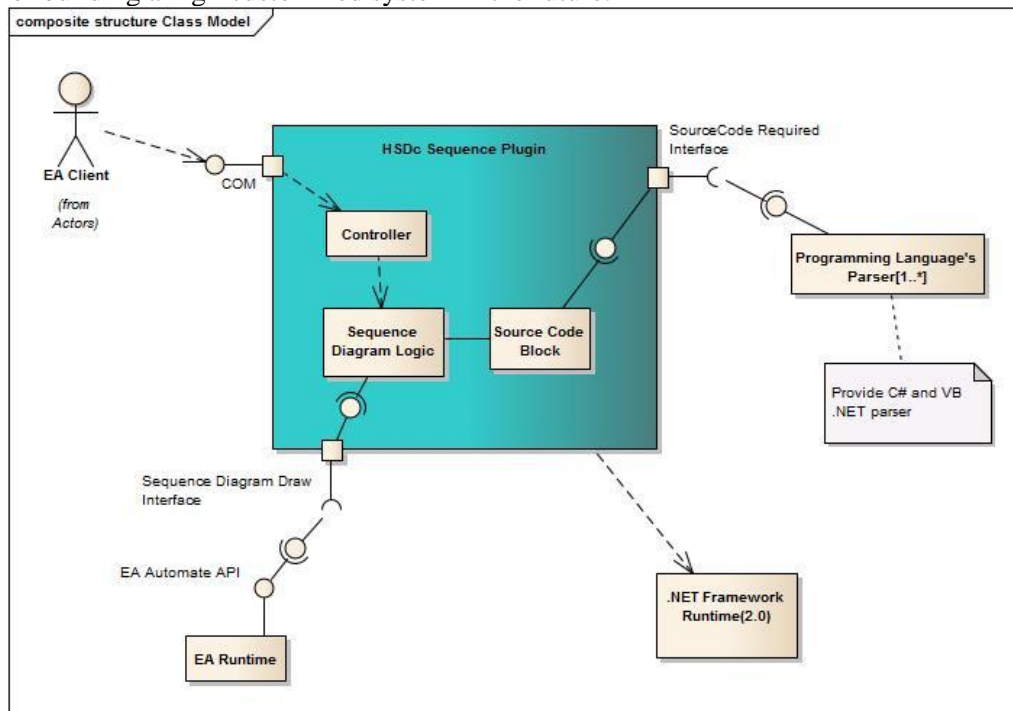 composite structure Class Model
EA Client
(from
Actors)
COM
HSDc Sequence Plugin
Controller
Sequence
Diagram Logic
Source Code
Block
SourceCode Required
Interface
Programming Language's
Parser[1..*]
Provide C# and VB
.NET parser
Sequence Diagram Draw
Interface
EA Automate API
EA Runtime
.NET Framework
Runtime(2.0)